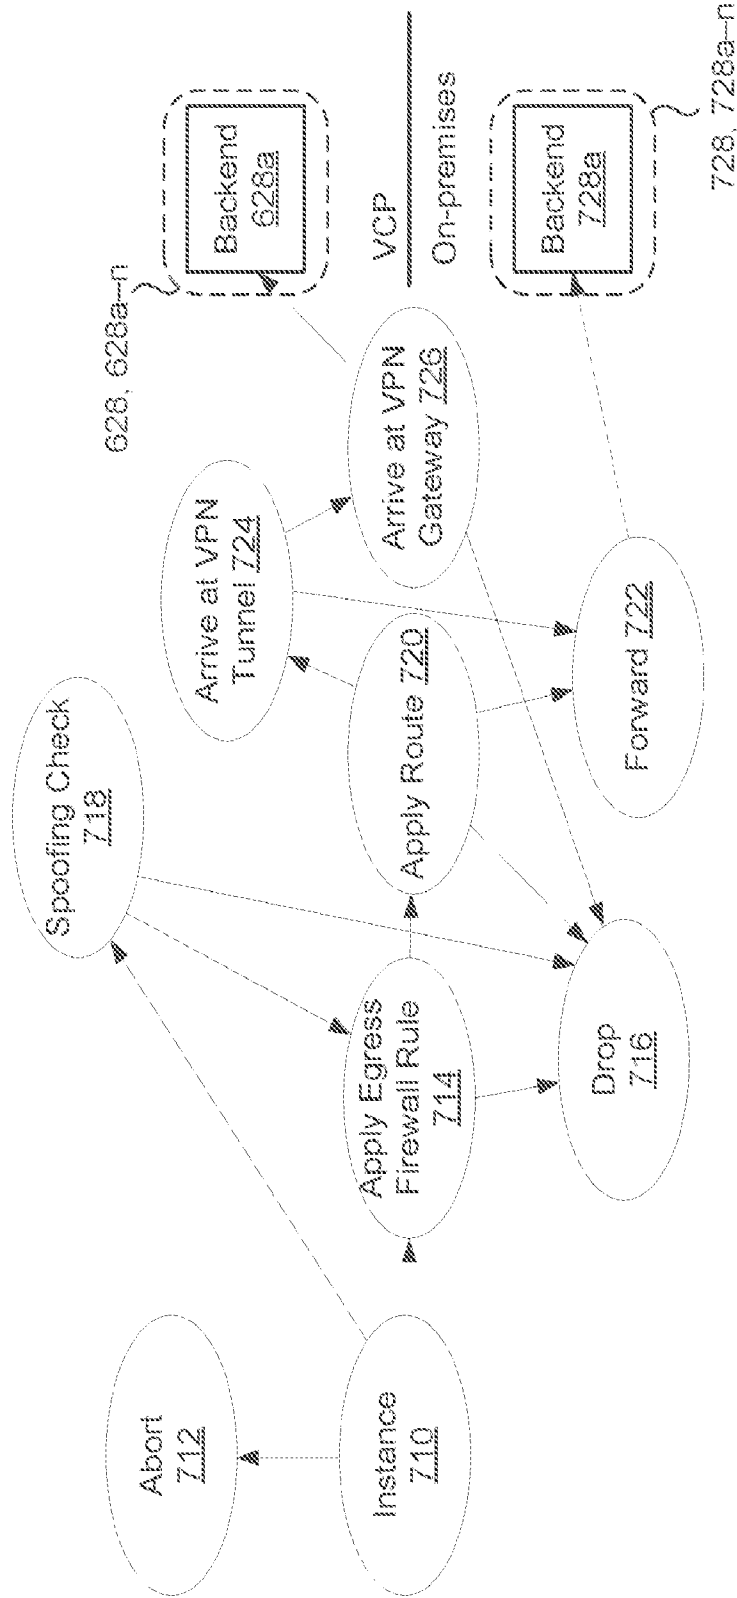 Abort
712
Instance
710
Spoofing Check
718
Apply Egress
Firewall Rule
714
Drop
716
Apply Route 720
Arrive at VPN
Tunnel 724
Forward 722
Arrive at VPN
Gateway 726
628, 628a–n
Backend
628a
VCP
On-premises
Backend
728a
728, 728a–n